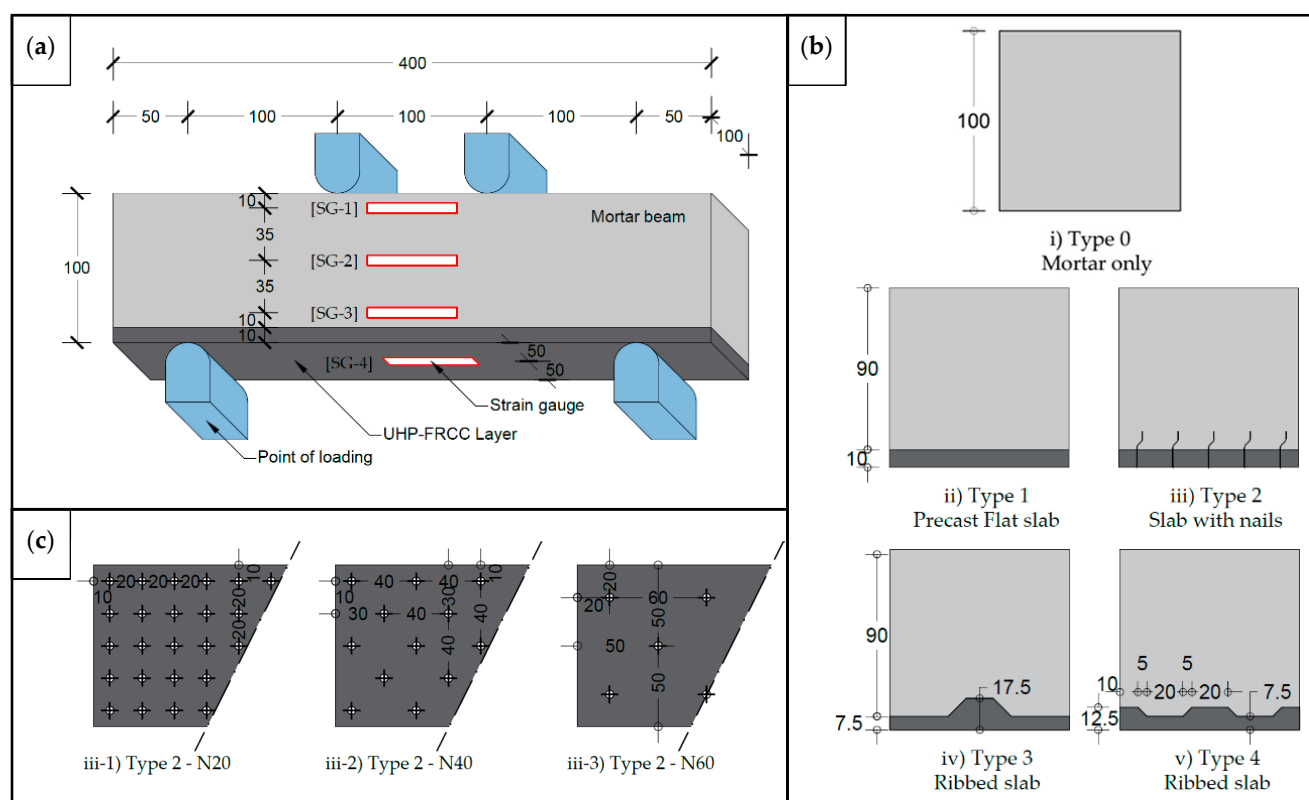 (a)
400
50
100
100
100
50
100
10
[SG-1]
Mortar beam
35
100
[SG-2]
35
[SG-3]
10
10
[SG-4]
50
50
Strain gauge
UHP-FRCC Layer
Point of loading
(b)
100
i) Type 0
Mortar only
90
10
ii) Type 1
Precast Flat slab
iii) Type 2
Slab with nails
90
17.5
7.5
iv) Type 3
Ribbed slab
5
5
10
20
20
7.5
12.5
v) Type 4
Ribbed slab
(c)
10
20
20
20
10
20
20
iii-1) Type 2 - N20
10
40
40
10
30
40
30
40
40
iii-2) Type 2 - N40
20
20
60
50
50
50
iii-3) Type 2 - N60